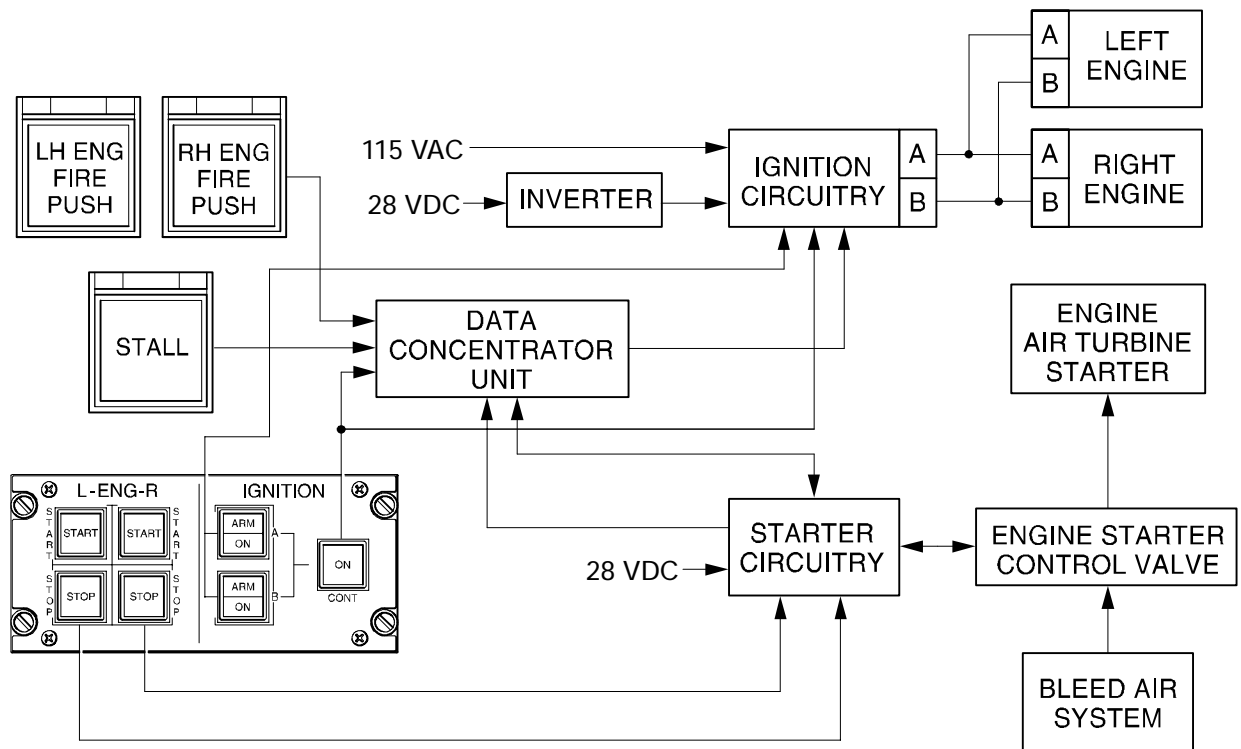 A
B
LEFT
ENGINE
LH ENG
FIRE
PUSH
RH ENG
FIRE
PUSH
115 VAC
28 VDC
INVERTER
IGNITION
CIRCUITRY
A
B
A
B
RIGHT
ENGINE
STALL
DATA
CONCENTRATOR
UNIT
ENGINE
AIR TURBINE
STARTER
L-ENG-R
IGNITION
START
START
START
START
STOP
STOP
STOP
STOP
ARM
ON
A
ARM
ON
B
ON
CONT
28 VDC
STARTER
CIRCUITRY
ENGINE STARTER
CONTROL VALVE
BLEED AIR
SYSTEM